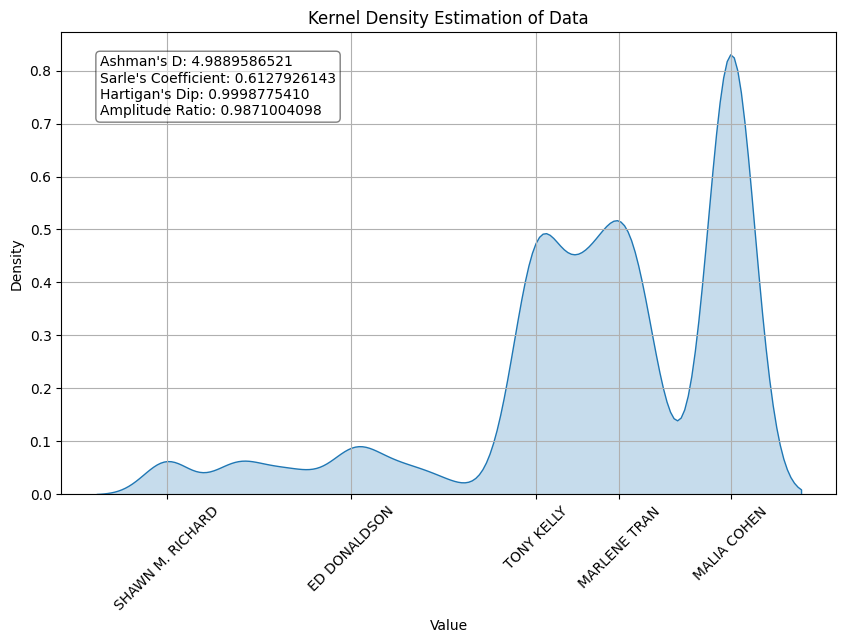 Kernel Density Estimation of Data
Ashman's D: 4.9889586521
Sarle's Coefficient: 0.6127926143
Hartigan's Dip: 0.9998775410
Amplitude Ratio: 0.9871004098
Density
0.8
0.7
0.6
0.5
0.4
0.3
0.2
0.1
0.0
SHAWN M. RICHARD
ED DONALDSON
TONY KELLY
MARLENE TRAN
MALIA COHEN
Value